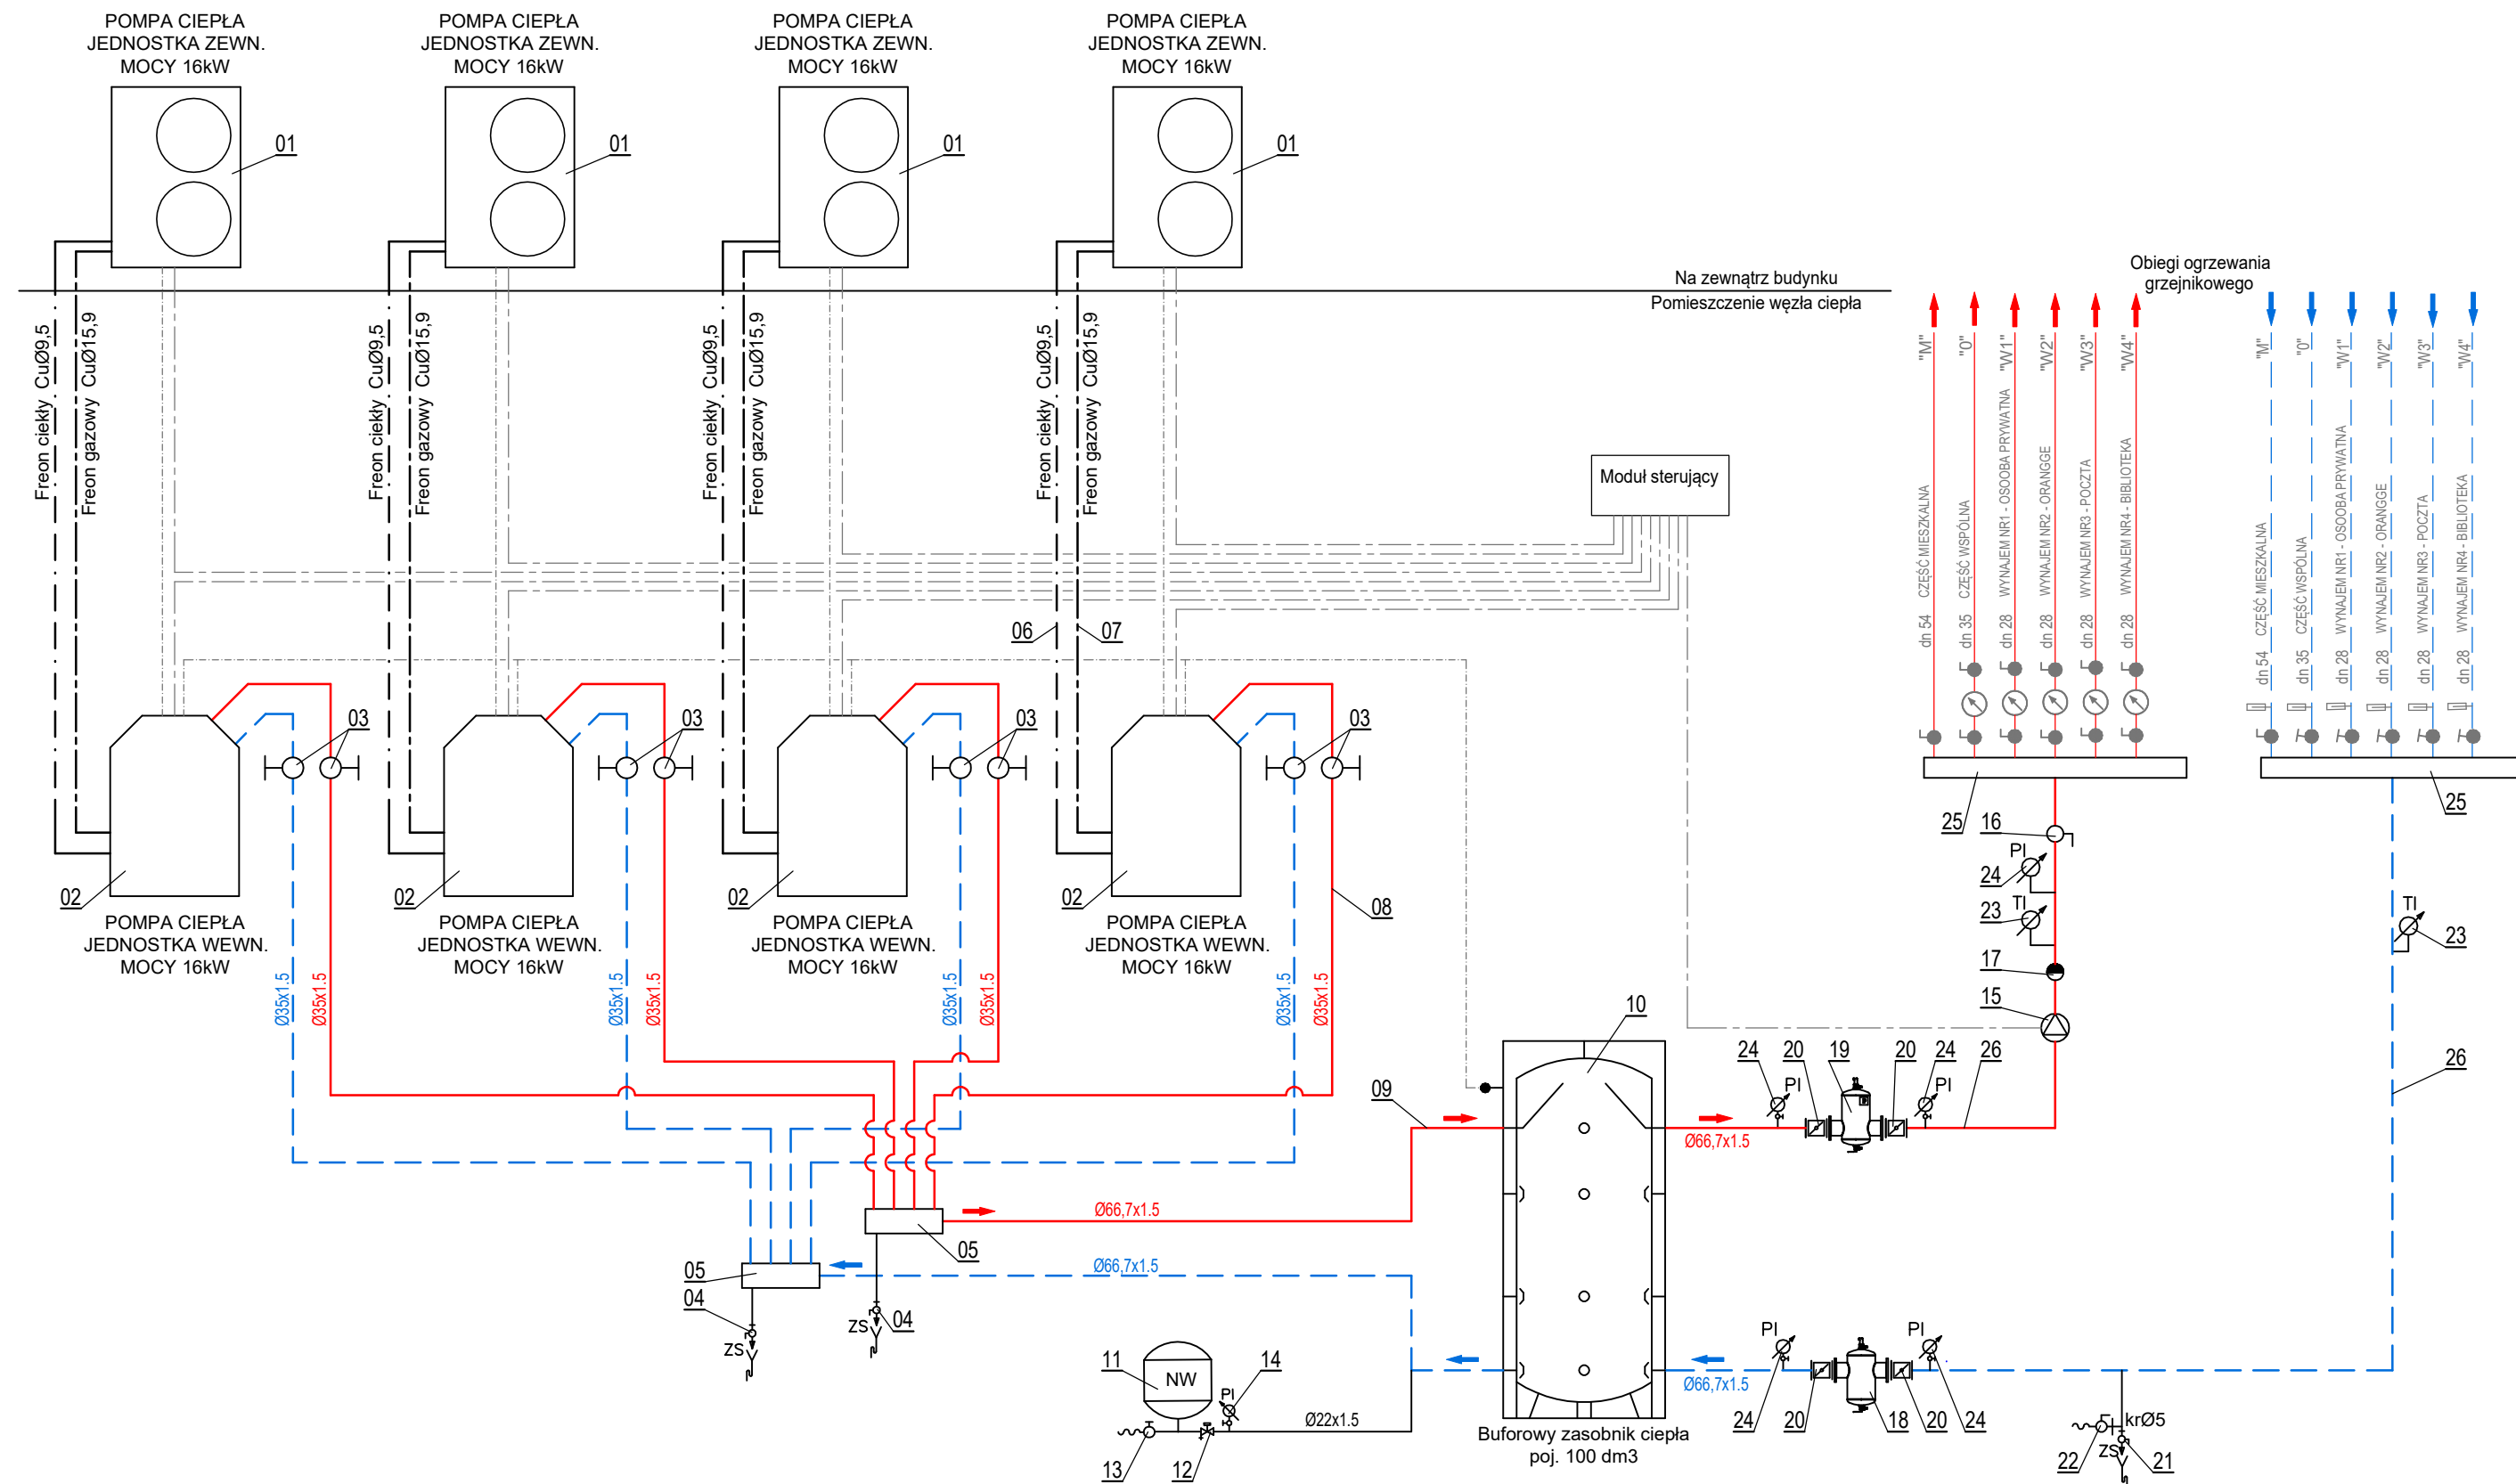 POMPA CIEPŁA
JEDNOSTKA ZEWN.
MOCY 16kW
POMPA CIEPŁA
JEDNOSTKA ZEWN.
MOCY 16kW
POMPA CIEPŁA
JEDNOSTKA ZEWN.
MOCY 16kW
POMPA CIEPŁA
JEDNOSTKA ZEWN.
MOCY 16kW
01
01
01
01
Na zewnątrz budynku
Pomieszczenie węzła ciepła
Obiegi ogrzewania
grzejnikowego
Freon ciekły CuØ9,5
Freon gazowy CuØ15,9
Freon ciekły CuØ9,5
Freon gazowy CuØ15,9
Freon ciekły CuØ9,5
Freon gazowy CuØ15,9
Freon ciekły CuØ9,5
Freon gazowy CuØ15,9
Moduł sterujący
dn 54 CZĘŚĆ MIESZKALNA "M"
dn 35 CZĘŚĆ WSPÓLNA "0"
dn 28 WYNAJEM NR1 - OSOOBA PRYWATNA "W1"
dn 28 WYNAJEM NR2 - ORANGGE "W2"
dn 28 WYNAJEM NR3 - POCZTA "W3"
dn 28 WYNAJEM NR4 - BIBLIOTEKA "W4"
dn 54 CZĘŚĆ MIESZKALNA "M"
dn 35 CZĘŚĆ WSPÓLNA "0"
dn 28 WYNAJEM NR1 - OSOOBA PRYWATNA "W1"
dn 28 WYNAJEM NR2 - ORANGGE "W2"
dn 28 WYNAJEM NR3 - POCZTA "W3"
dn 28 WYNAJEM NR4 - BIBLIOTEKA "W4"
06
07
03
03
03
03
02
02
02
02
08
POMPA CIEPŁA
JEDNOSTKA WEWN.
MOCY 16kW
POMPA CIEPŁA
JEDNOSTKA WEWN.
MOCY 16kW
POMPA CIEPŁA
JEDNOSTKA WEWN.
MOCY 16kW
POMPA CIEPŁA
JEDNOSTKA WEWN.
MOCY 16kW
Ø35x1.5
Ø35x1.5
Ø35x1.5
Ø35x1.5
Ø35x1.5
Ø35x1.5
Ø35x1.5
Ø35x1.5
25
16
25
PI
24
TI
23
TI
23
17
15
10
24
20
19
20
24
26
26
PI
PI
09
Ø66,7x1.5
Ø66,7x1.5
05
05
Ø66,7x1.5
04
04
ZS
ZS
11
NW
14
PI
Ø22x1.5
13
12
Buforowy zasobnik ciepła
poj. 100 dm3
PI
PI
Ø66,7x1.5
24
20
18
20
24
krØ5
22
ZS
21